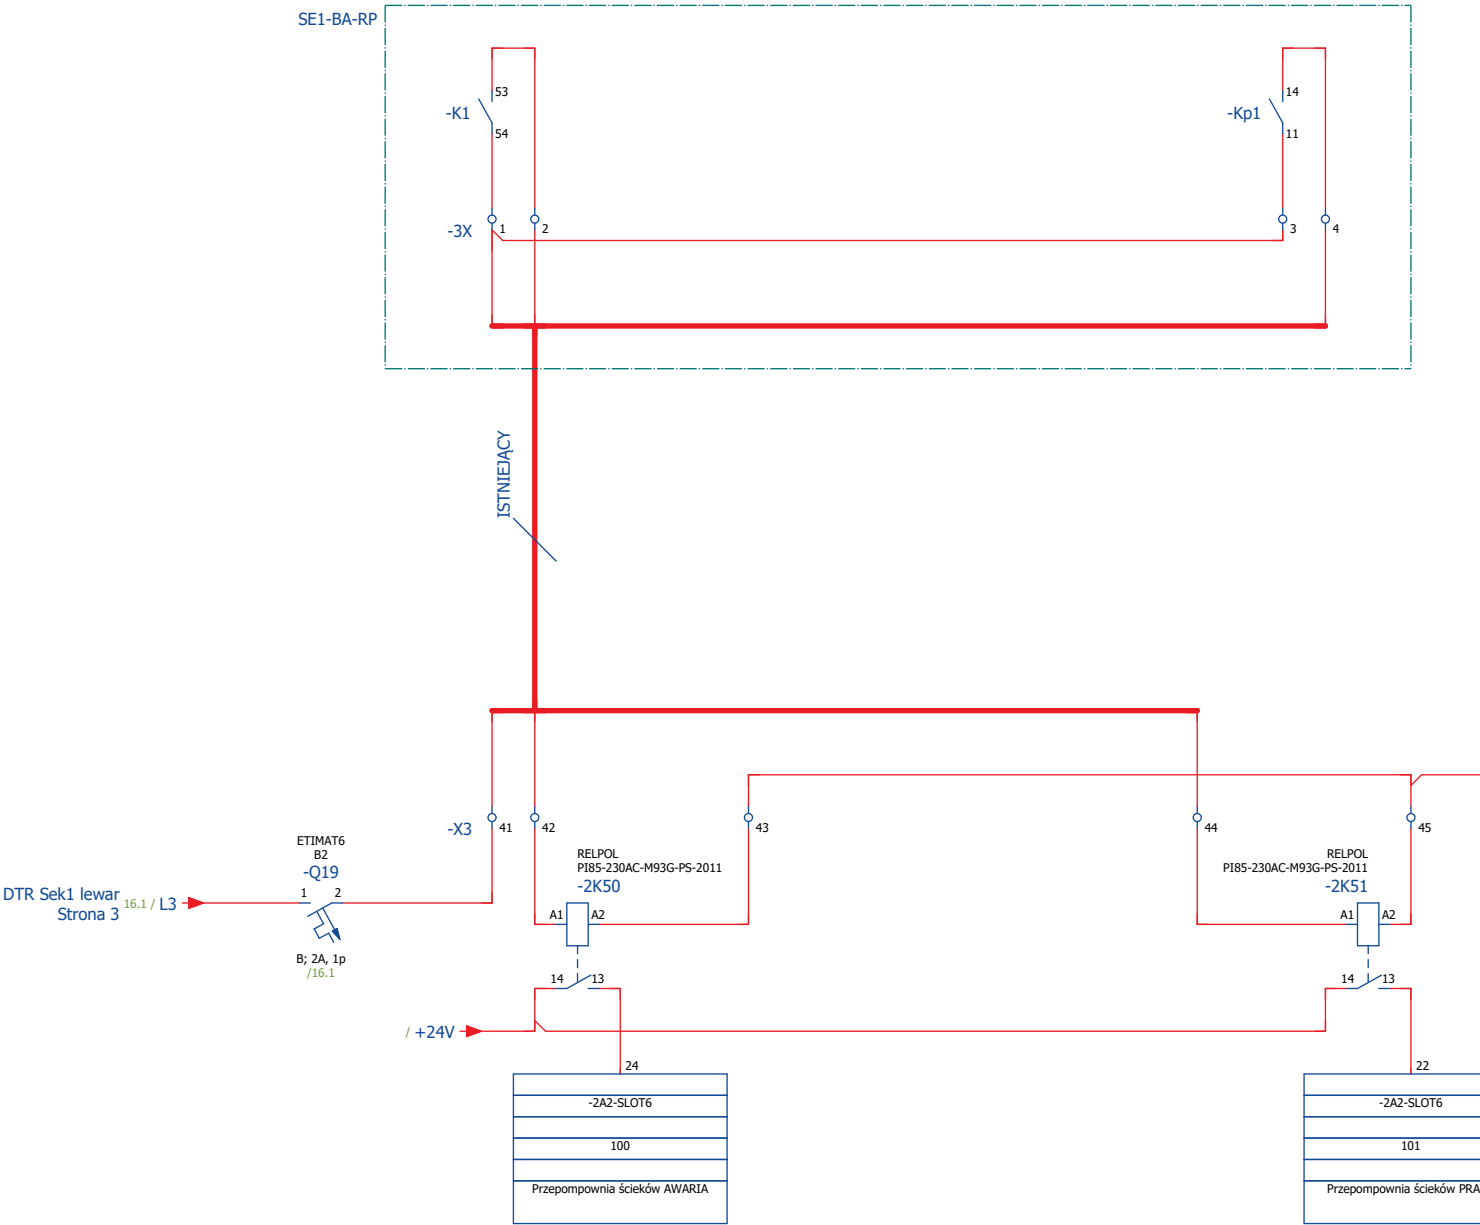 SE1-BA-RP
53
-K1
54
14
-Kp1
11
-3X
1
2
3
4
ISTNIEJĄCY
-X3
41
42
43
44
45
ETIMAT6
B2
-Q19
1 2
B; 2A, 1p
/16.1
DTR Sek1 lewar
Strona 3
16.1 / L3
RELPOL
PI85-230AC-M93G-PS-2011
-2K50
A1 A2
14 13
RELPOL
PI85-230AC-M93G-PS-2011
-2K51
A1 A2
14 13
/ +24V
24
-2A2-SLOT6
100
Przepompownia ścieków AWARIA
22
-2A2-SLOT6
101
Przepompownia ścieków PRA